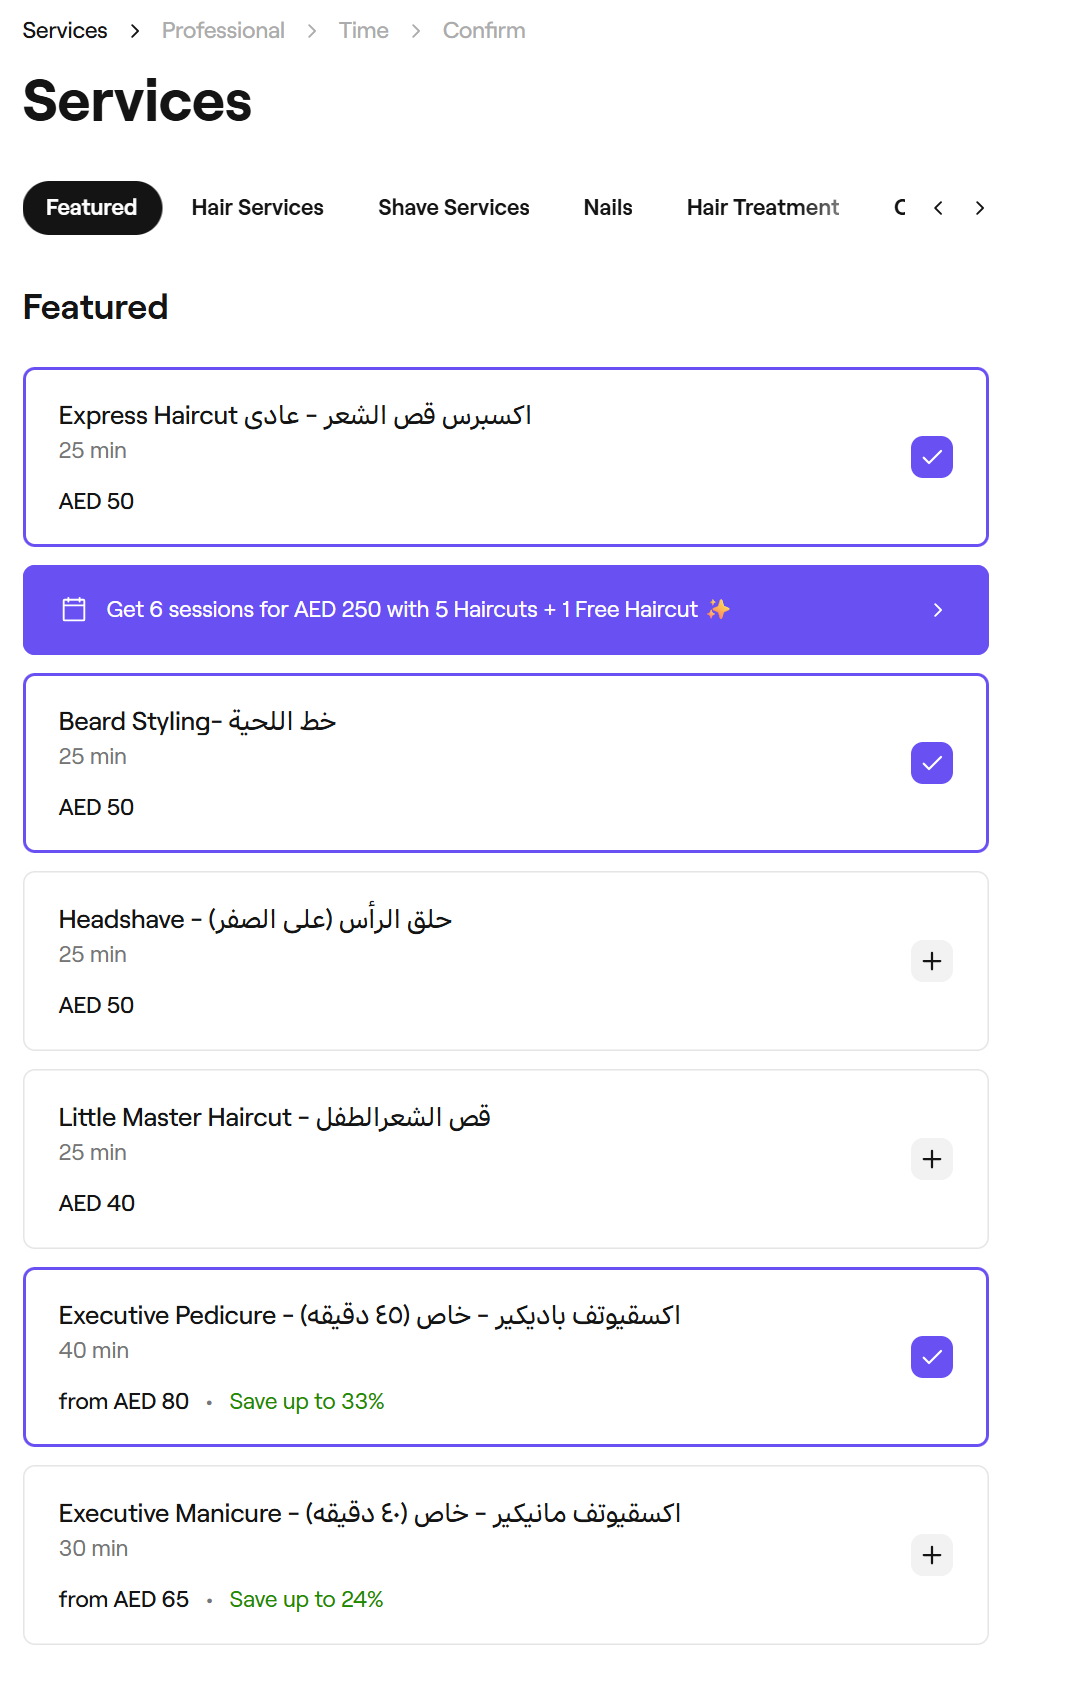 Services > Professional > Time > Confirm
Services
Featured Hair Services Shave Services Nails Hair Treatment
Featured
Express Haircut اكسبرس قص الشعر - عادى
25 min
AED 50
Get 6 sessions for AED 250 with 5 Haircuts + 1 Free Haircut ✨
Beard Styling- خط اللحية
25 min
AED 50
Headshave - حلق الرأس (على الصفر)
25 min
AED 50
Little Master Haircut - قص الشعرالطفل
25 min
AED 40
Executive Pedicure - اكسقيوتف باديكير - خاص (٤٥ دقيقه)
40 min
from AED 80 • Save up to 33%
Executive Manicure - اكسقيوتف مانيكير - خاص (٤٠ دقيقه)
30 min
from AED 65 • Save up to 24%